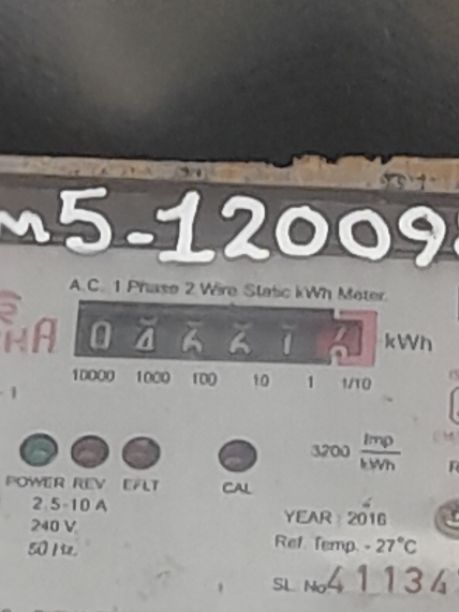 m5-12009
A.C. 1 Phase 2 Wire Static kWh Meter.
kWh
10000 1000 100 10 1 1/10
3200 Imp/kWh
POWER REV E/FLT CAL
2.5-10 A
240 V.
50 Hz.
YEAR : 2016
Ref. Temp. - 27°C
SL. No 41134